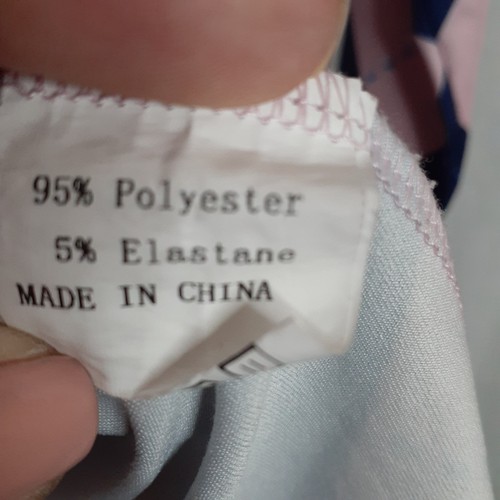 95% Polyester
5% Elastane
MADE IN CHINA